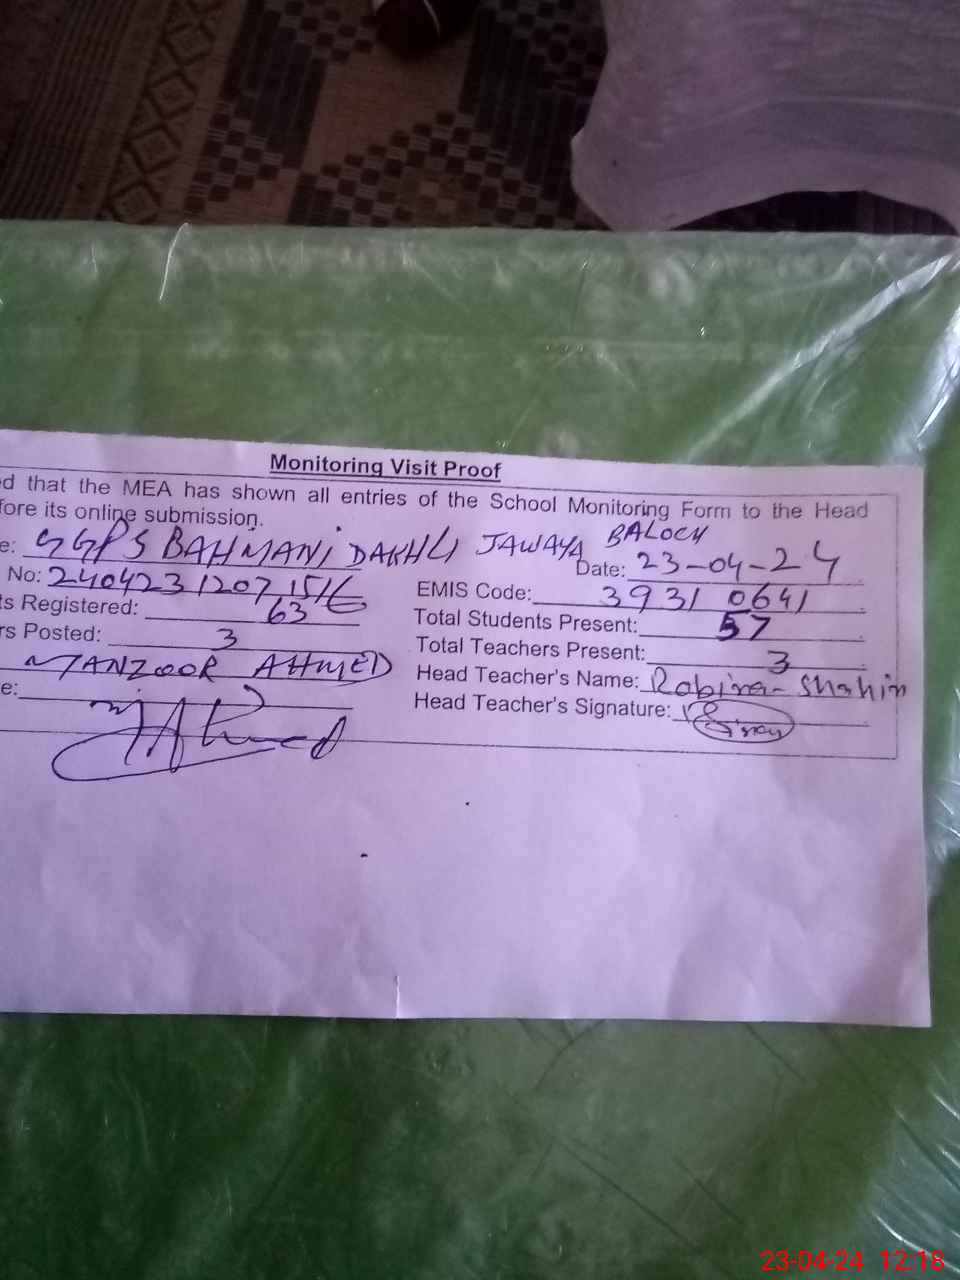 Monitoring Visit Proof
ed that the MEA has shown all entries of the School Monitoring Form to the Head
fore its online submission.
e: GGPS BAHMANI DAKHLI JAWAYA BALOCH
Date: 23-04-24
No: 240423120715
EMIS Code: 39310641
ts Registered: 63
Total Students Present: 57
rs Posted: 3
Total Teachers Present: 3
MANZOOR AHMED
Head Teacher's Name: Robina Shahin
e:
Head Teacher's Signature:
23-04-24 12:18